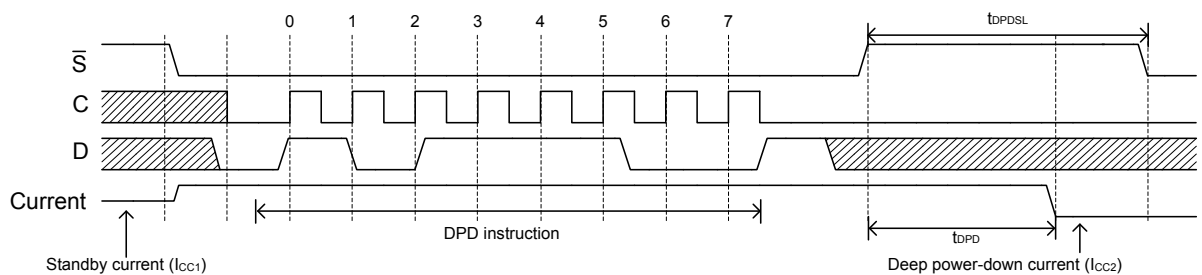 0 1 2 3 4 5 6 7
tDPDSL
S̅
C
D
Current
DPD instruction
tDPD
Standby current (ICC1)
Deep power-down current (ICC2)